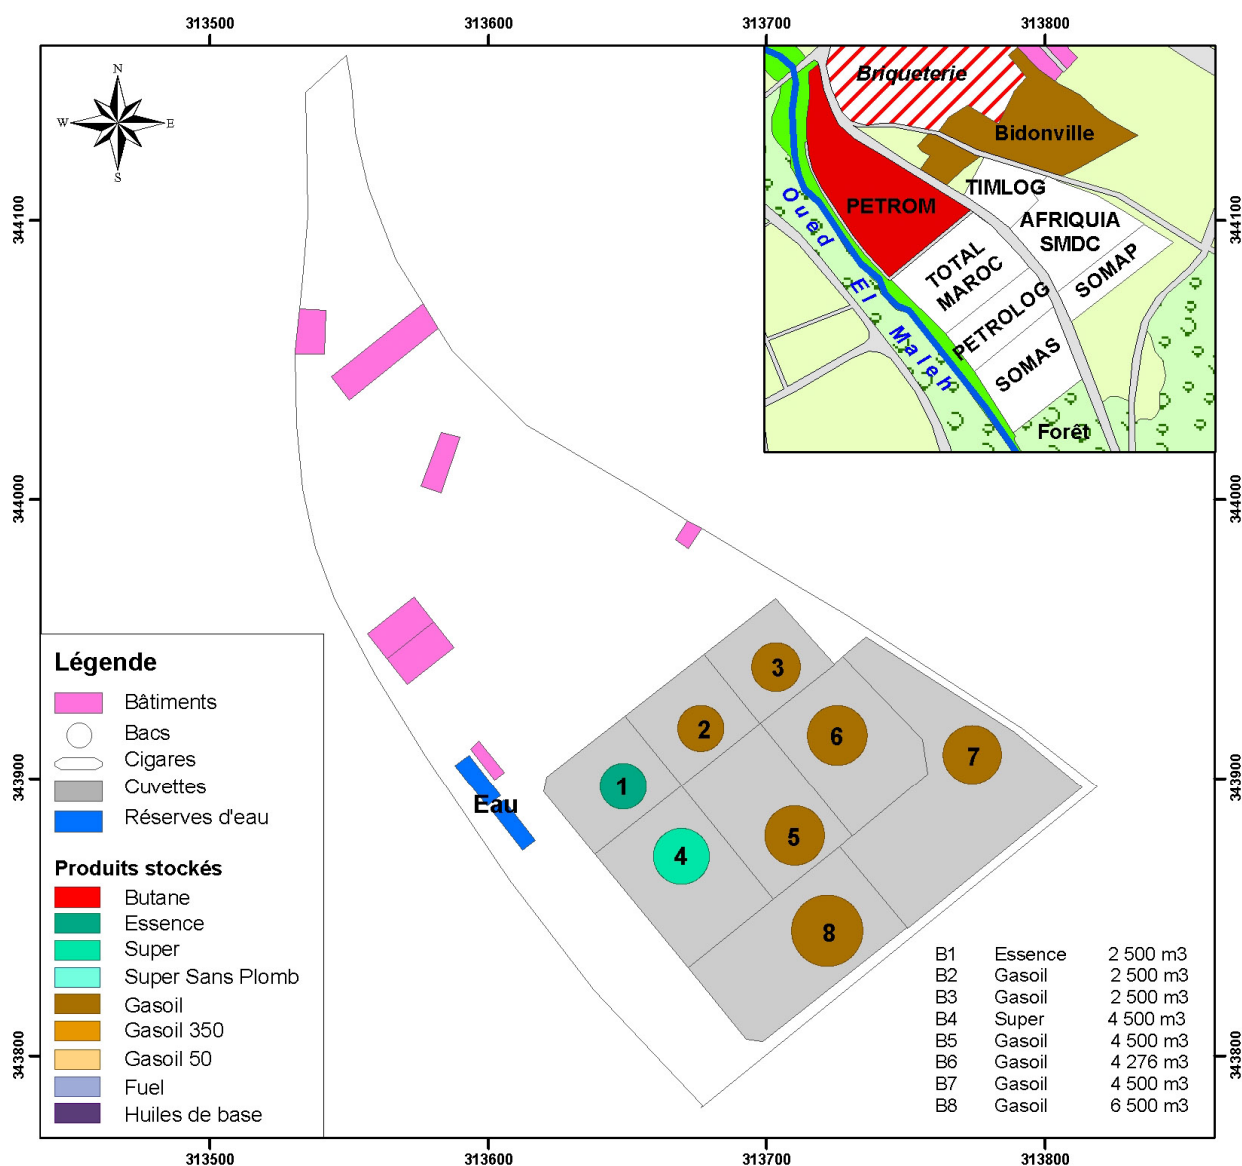 313500
313600
313700
313800
N
W
E
S
344100
344000
343900
343800
344100
344000
343900
343800
Briqueterie
Bidonville
TIMLOG
PETROM
AFRIQUIA
SMDC
TOTAL
MAROC
SOMAP
PETROLOG
SOMAS
Forêt
Oued El Maleh
3
2
6
7
1
5
4
8
Eau
Légende
Bâtiments
Bacs
Cigares
Cuvettes
Réserves d'eau
Produits stockés
Butane
Essence
Super
Super Sans Plomb
Gasoil
Gasoil 350
Gasoil 50
Fuel
Huiles de base
B1 Essence 2 500 m3
B2 Gasoil 2 500 m3
B3 Gasoil 2 500 m3
B4 Super 4 500 m3
B5 Gasoil 4 500 m3
B6 Gasoil 4 276 m3
B7 Gasoil 4 500 m3
B8 Gasoil 6 500 m3
313500
313600
313700
313800